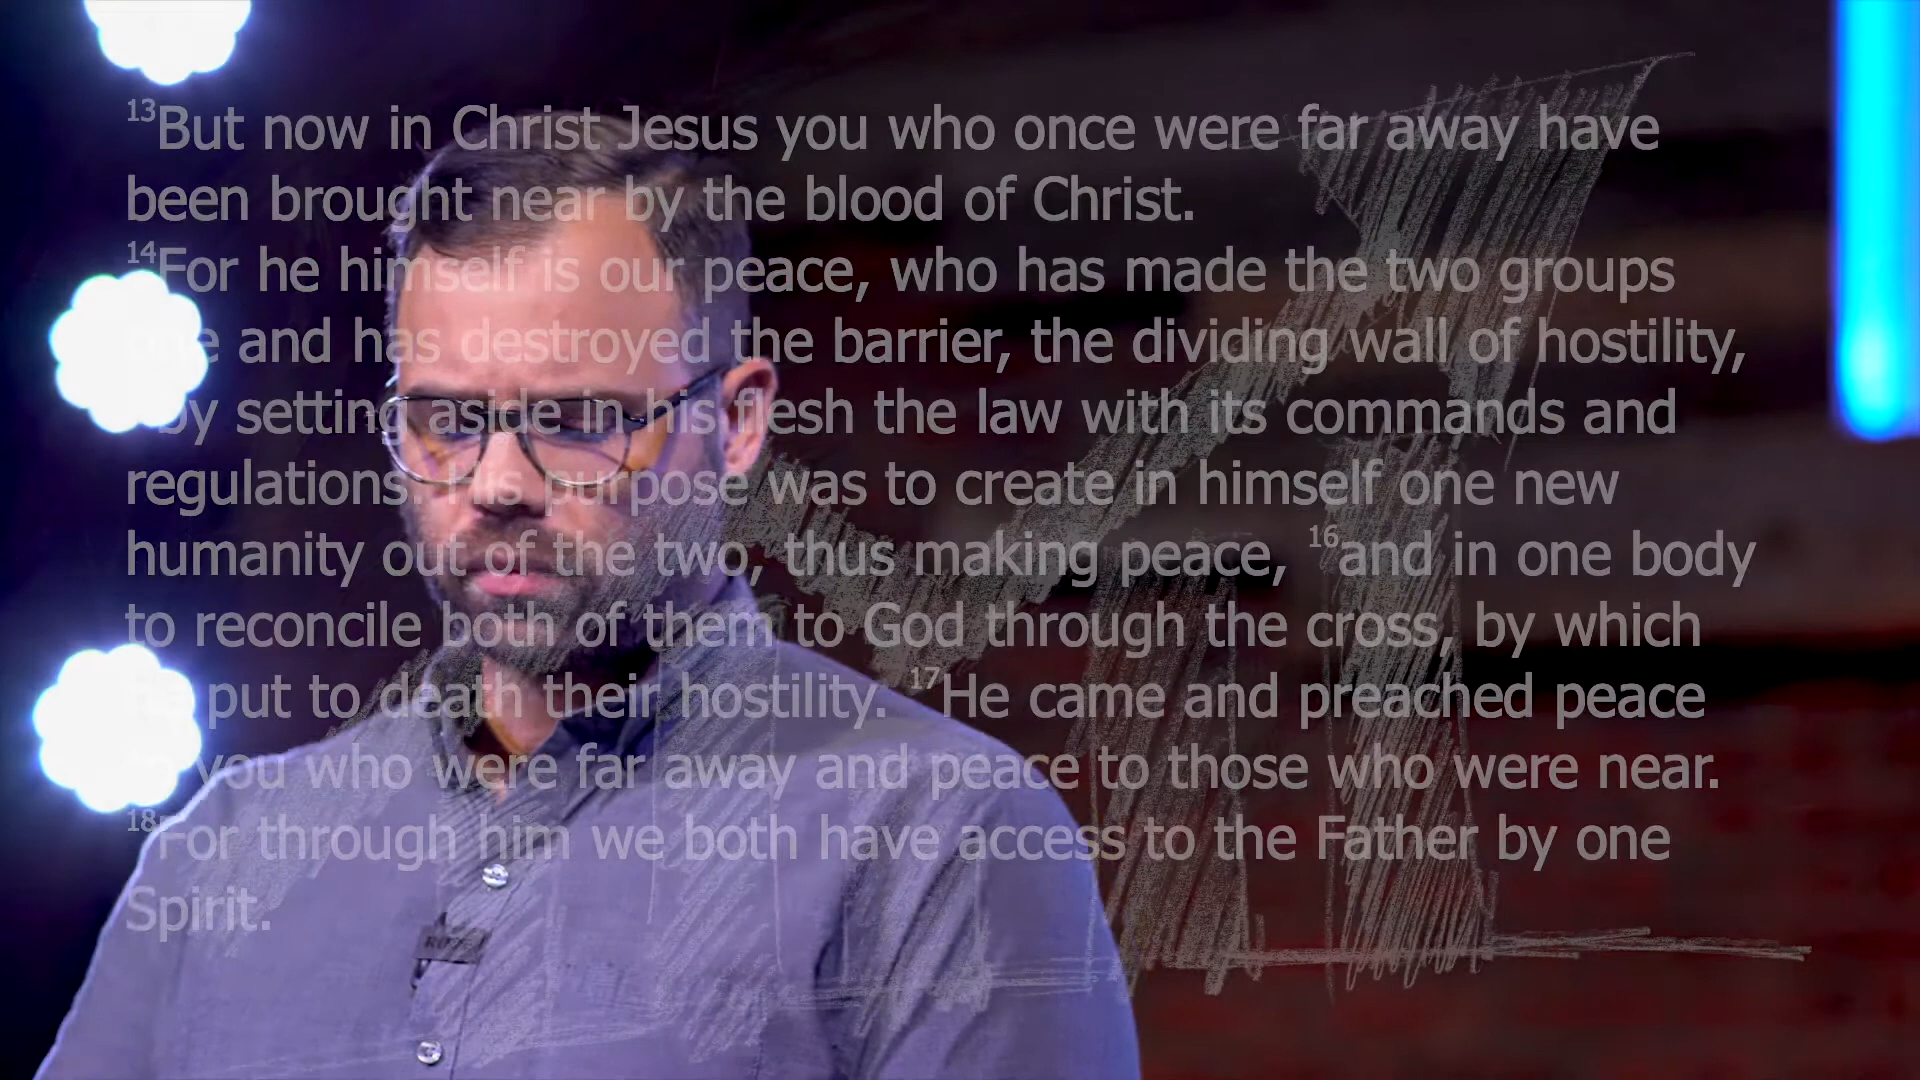 13But now in Christ Jesus you who once were far away have
been brought near by the blood of Christ.
14For he himself is our peace, who has made the two groups
one and has destroyed the barrier, the dividing wall of hostility,
by setting aside in his flesh the law with its commands and
regulations. His purpose was to create in himself one new
humanity out of the two, thus making peace, 16and in one body
to reconcile both of them to God through the cross, by which
put to death their hostility. 17He came and preached peace
you who were far away and peace to those who were near.
18For through him we both have access to the Father by one
Spirit.